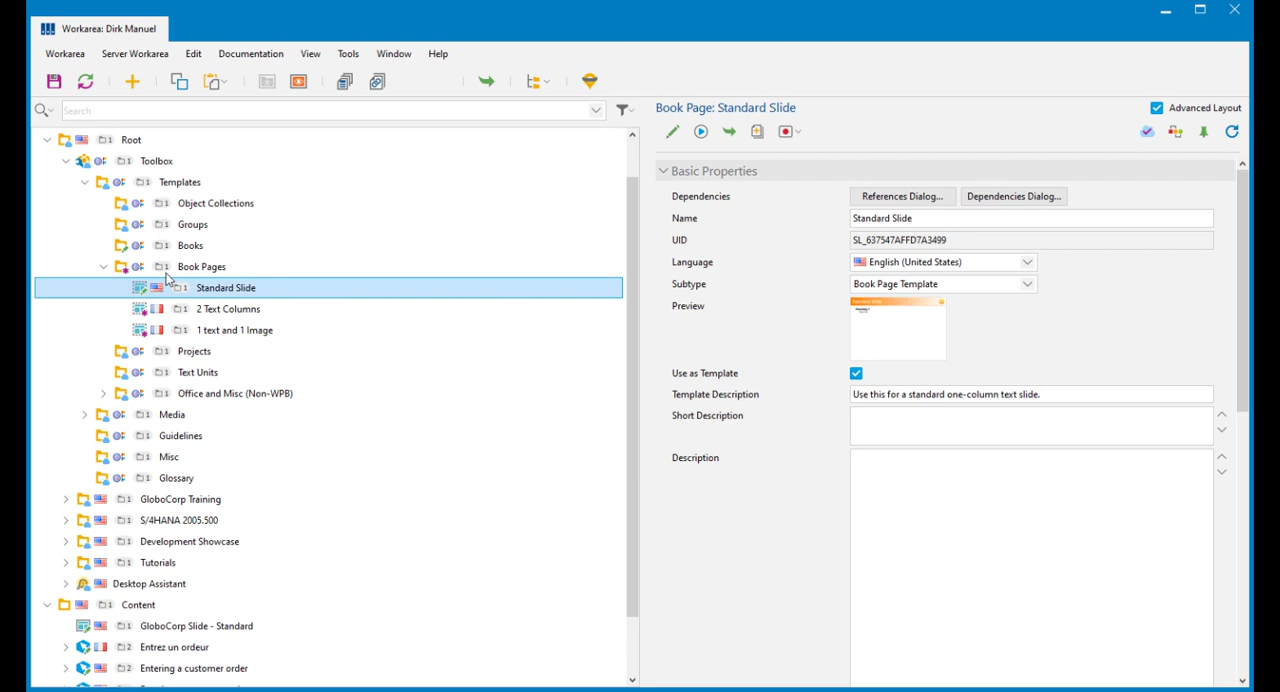 Workarea: Dirk Manuel
Workarea Server Workarea Edit Documentation View Tools Window Help
Search
Root
Toolbox
Templates
Object Collections
Groups
Books
Book Pages
Standard Slide
2 Text Columns
1 text and 1 Image
Projects
Text Units
Office and Misc (Non-WPB)
Media
Guidelines
Misc
Glossary
GloboCorp Training
S/4HANA 2005.500
Development Showcase
Tutorials
Desktop Assistant
Content
GloboCorp Slide - Standard
Entrez un ordeur
Entering a customer order
Book Page: Standard Slide
Advanced Layout
Basic Properties
Dependencies References Dialog... Dependencies Dialog...
Name Standard Slide
UID SL_637547AFFD7A3499
Language English (United States)
Subtype Book Page Template
Preview
Use as Template
Template Description Use this for a standard one-column text slide.
Short Description
Description